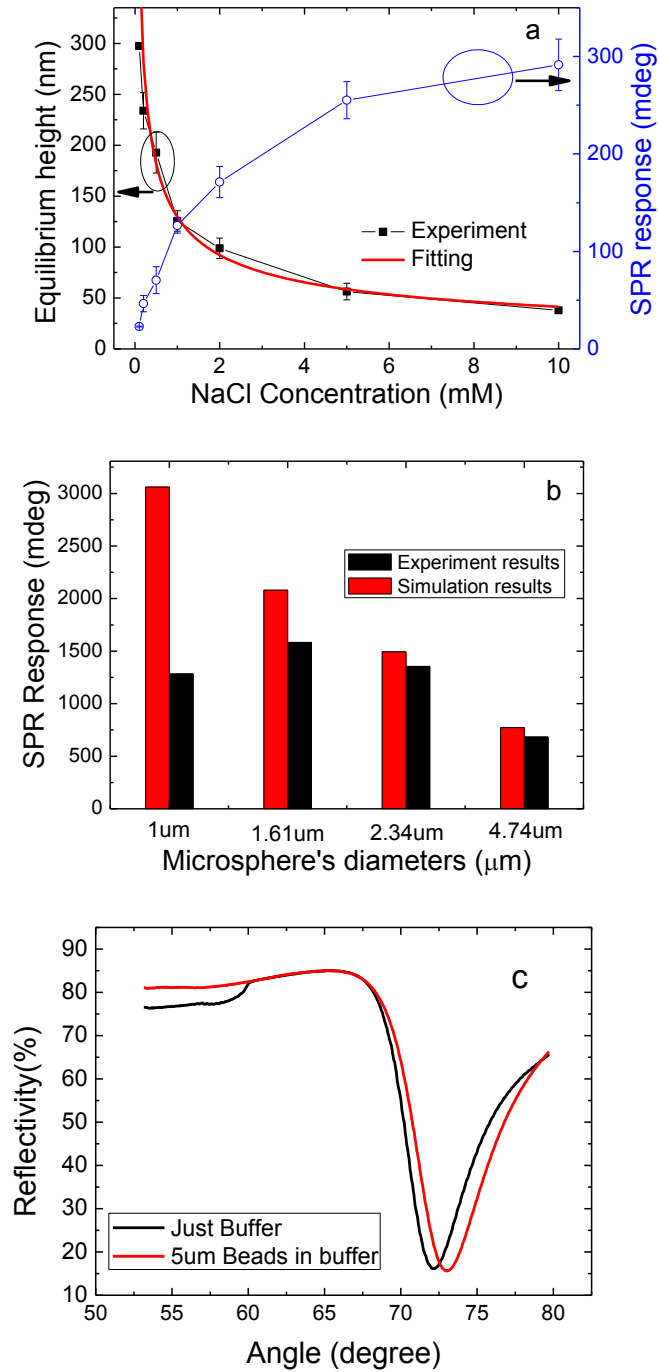 a
300
250
200
150
100
50
0
Equilibrium height (nm)
300
200
100
0
SPR response (mdeg)
Experiment
Fitting
0 2 4 6 8 10
NaCl Concentration (mM)
b
3000
2500
2000
1500
1000
500
0
SPR Response (mdeg)
Experiment results
Simulation results
1um 1.61um 2.34um 4.74um
Microsphere's diameters (μm)
c
90
80
70
60
50
40
30
20
10
Reflectivity(%)
Just Buffer
5um Beads in buffer
50 55 60 65 70 75 80
Angle (degree)